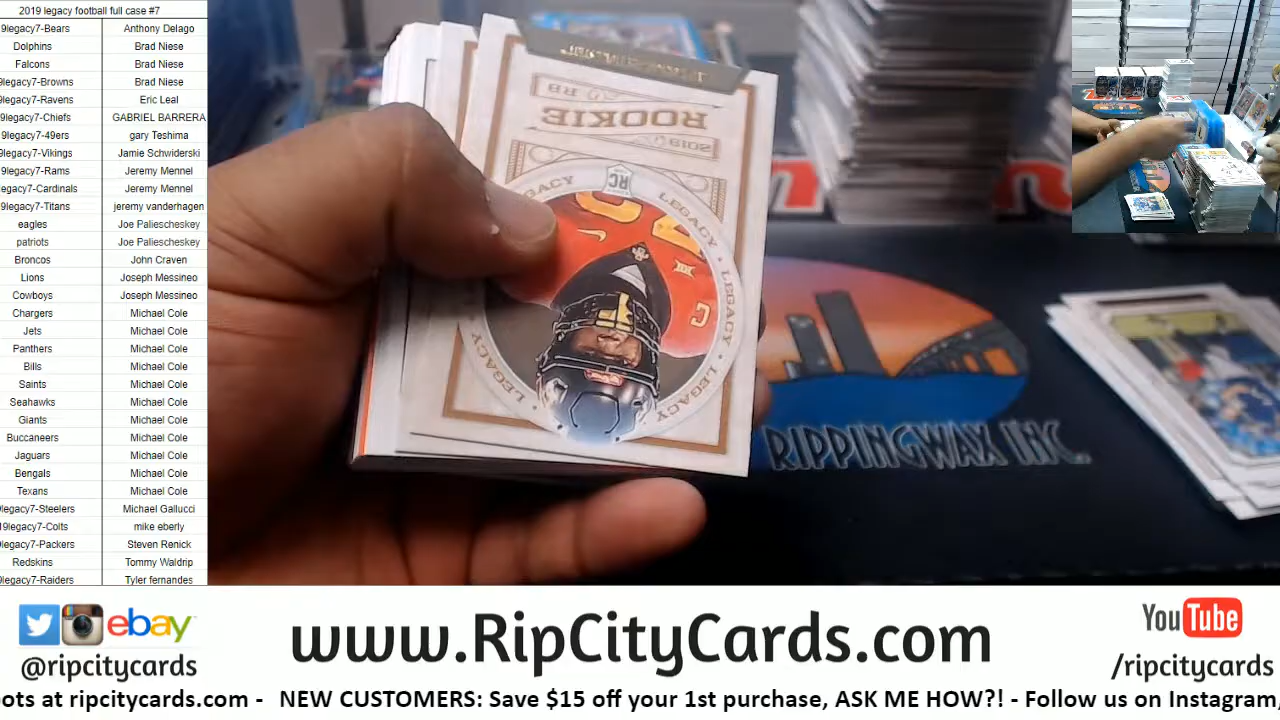 2019 legacy football full case #7
9legacy7-Bears Anthony Delago
Dolphins Brad Niese
Falcons Brad Niese
9legacy7-Browns Brad Niese
9legacy7-Ravens Eric Leal
9legacy7-Chiefs GABRIEL BARRERA
9legacy7-49ers gary Teshima
9legacy7-Vikings Jamie Schwiderski
9legacy7-Rams Jeremy Mennel
egacy7-Cardinals Jeremy Mennel
9legacy7-Titans jeremy vanderhagen
eagles Joe Paliescheskey
patriots Joe Paliescheskey
Broncos John Craven
Lions Joseph Messineo
Cowboys Joseph Messineo
Chargers Michael Cole
Jets Michael Cole
Panthers Michael Cole
Bills Michael Cole
Saints Michael Cole
Seahawks Michael Cole
Giants Michael Cole
Buccaneers Michael Cole
Jaguars Michael Cole
Bengals Michael Cole
Texans Michael Cole
9legacy7-Steelers Michael Gallucci
19legacy7-Colts mike eberly
9legacy7-Packers Steven Renick
Redskins Tommy Waldrip
9legacy7-Raiders Tyler fernandes
RB
ROOKIE
2019
RC
LEGACY LEGACY · LEGACY · LEGACY · LEGACY
C
RIPPINGWAX INC.
ebay
@ripcitycards
www.RipCityCards.com
YouTube
/ripcitycards
ots at ripcitycards.com - NEW CUSTOMERS: Save $15 off your 1st purchase, ASK ME HOW?! - Follow us on Instagram,